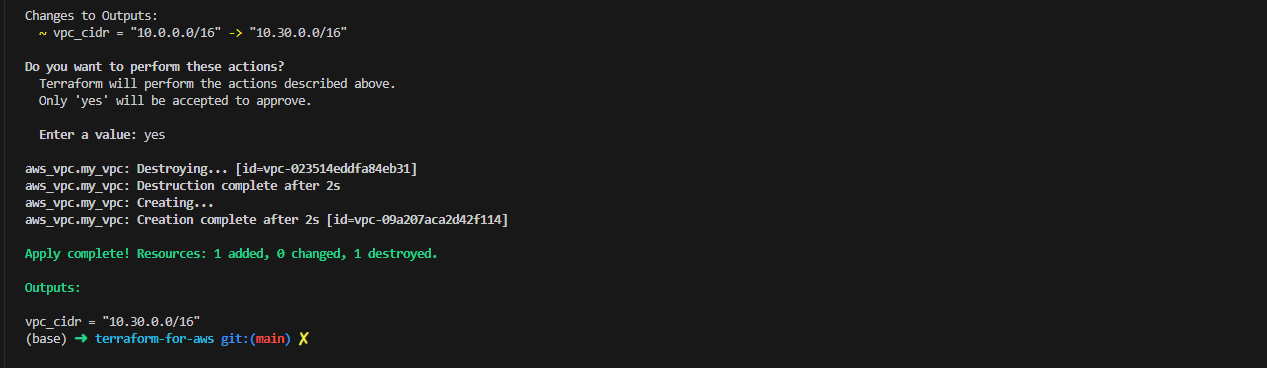 Changes to Outputs:
~ vpc_cidr = "10.0.0.0/16" -> "10.30.0.0/16"
Do you want to perform these actions?
Terraform will perform the actions described above.
Only 'yes' will be accepted to approve.
Enter a value: yes
aws_vpc.my_vpc: Destroying... [id=vpc-023514eddfa84eb31]
aws_vpc.my_vpc: Destruction complete after 2s
aws_vpc.my_vpc: Creating...
aws_vpc.my_vpc: Creation complete after 2s [id=vpc-09a207aca2d42f114]
Apply complete! Resources: 1 added, 0 changed, 1 destroyed.
Outputs:
vpc_cidr = "10.30.0.0/16"
(base) ➜ terraform-for-aws git:(main) ✗